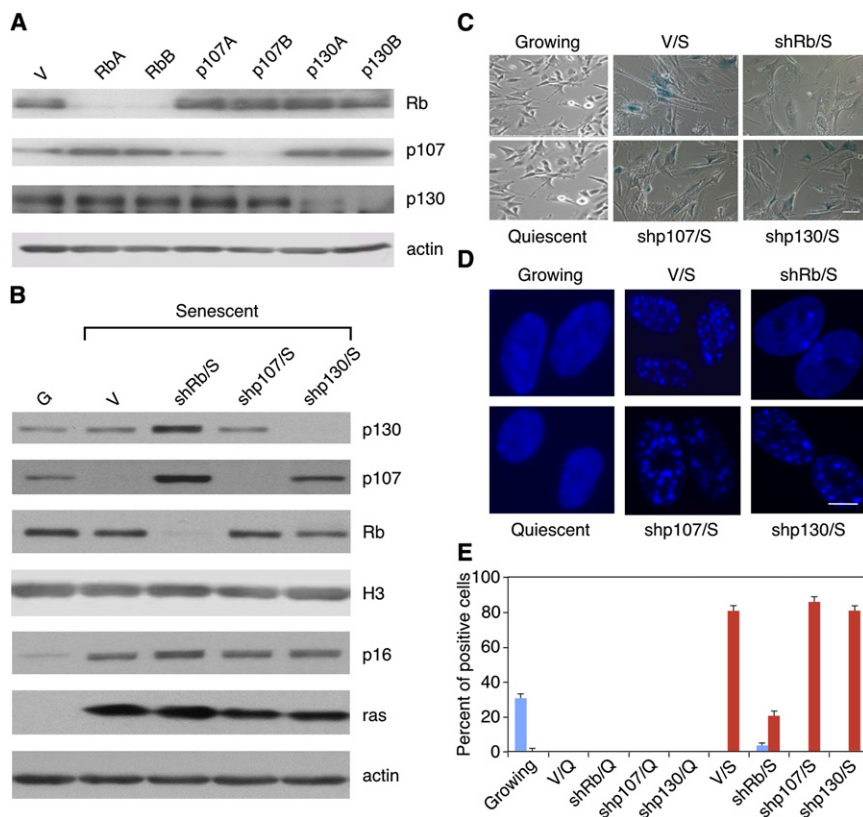 A
V RbA RbB p107A p107B p130A p130B
Rb
p107
p130
actin
B
Senescent
G V shRb/S shp107/S shp130/S
p130
p107
Rb
H3
p16
ras
actin
C
Growing V/S shRb/S
Quiescent shp107/S shp130/S
D
Growing V/S shRb/S
Quiescent shp107/S shp130/S
E
Percent of positive cells
100
80
60
40
20
0
Growing V/Q shRb/Q shp107/Q shp130/Q V/S shRb/S shp107/S shp130/S